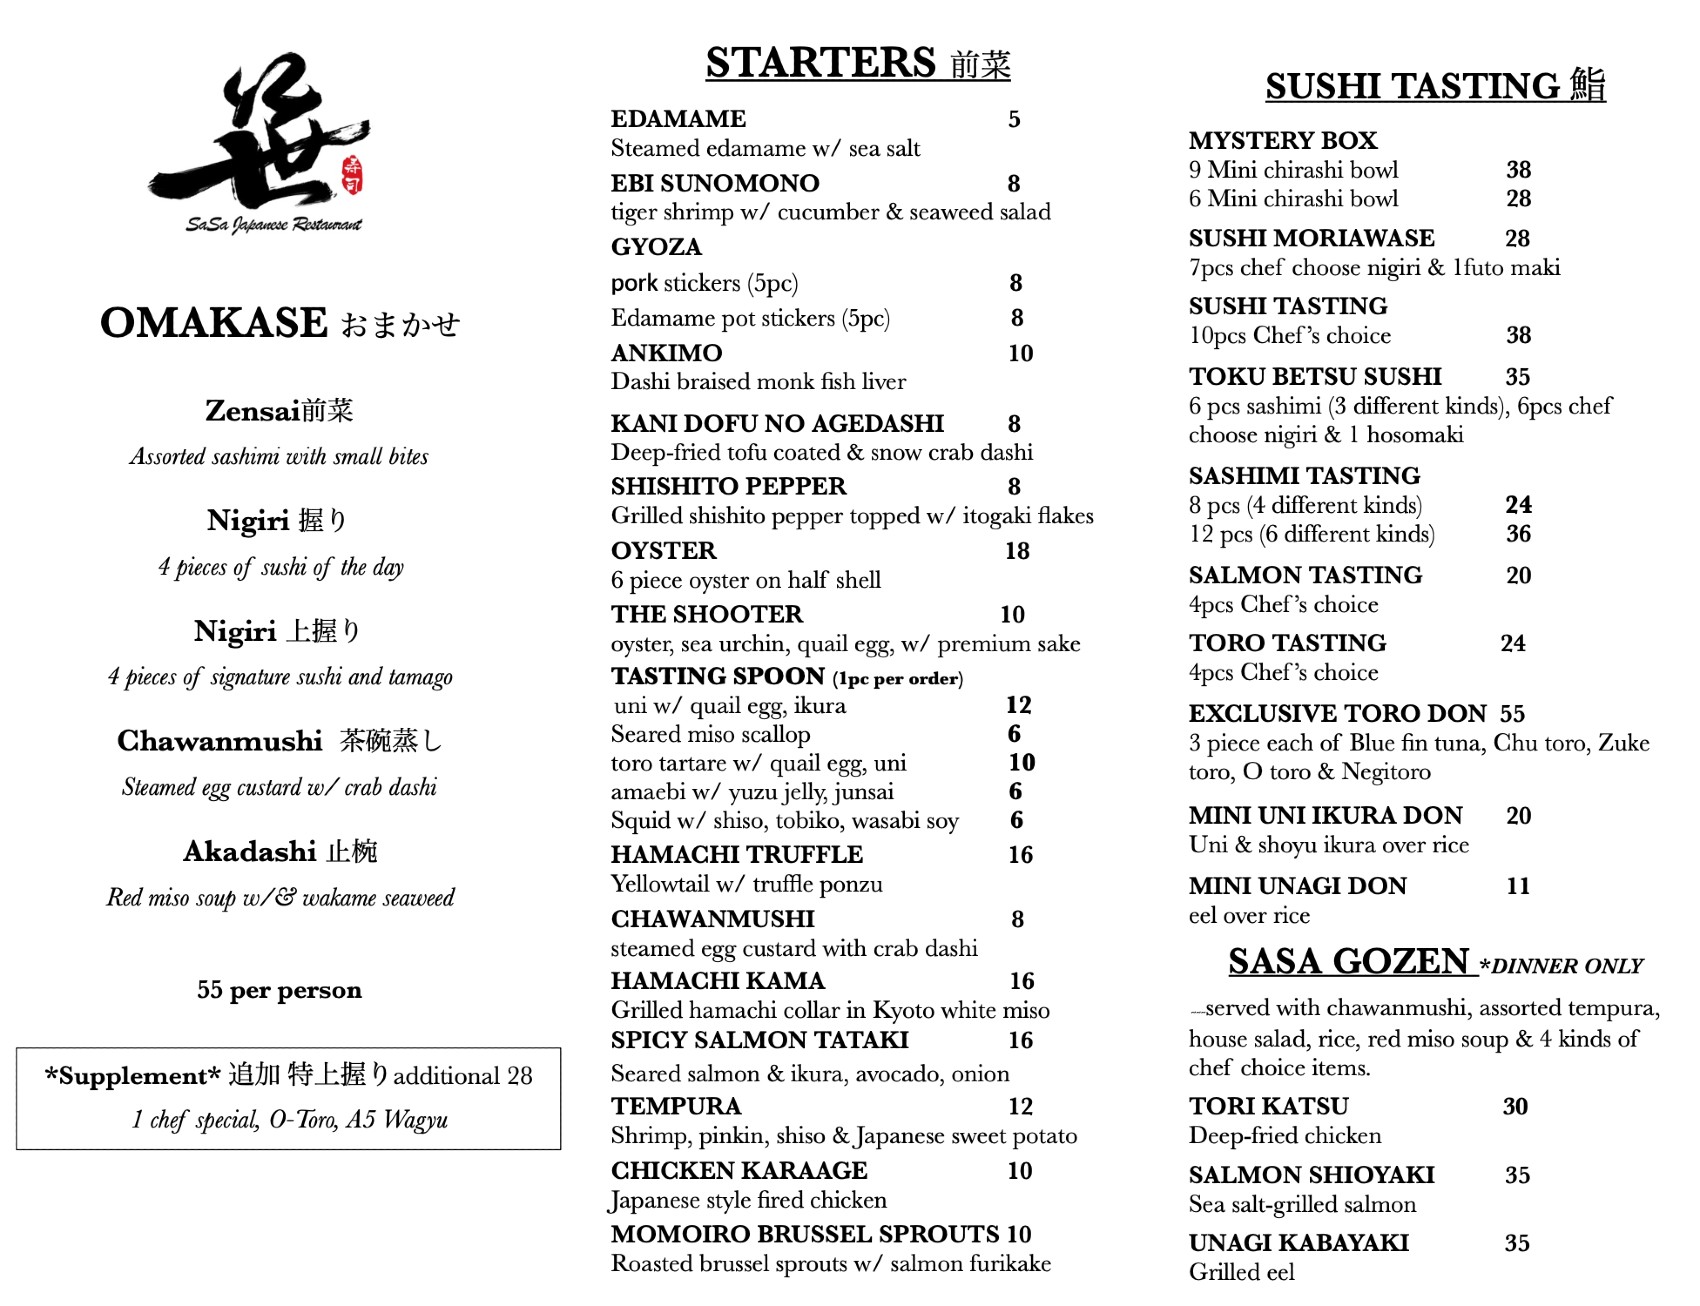 笹
寿司
SaSa Japanese Restaurant
OMAKASE おまかせ
Zensai前菜
Assorted sashimi with small bites
Nigiri 握り
4 pieces of sushi of the day
Nigiri 上握り
4 pieces of signature sushi and tamago
Chawanmushi 茶碗蒸し
Steamed egg custard w/ crab dashi
Akadashi 止椀
Red miso soup w/& wakame seaweed
55 per person
*Supplement* 追加 特上握り additional 28
1 chef special, O-Toro, A5 Wagyu
STARTERS 前菜
EDAMAME 5
Steamed edamame w/ sea salt
EBI SUNOMONO 8
tiger shrimp w/ cucumber & seaweed salad
GYOZA
pork stickers (5pc) 8
Edamame pot stickers (5pc) 8
ANKIMO 10
Dashi braised monk fish liver
KANI DOFU NO AGEDASHI 8
Deep-fried tofu coated & snow crab dashi
SHISHITO PEPPER 8
Grilled shishito pepper topped w/ itogaki flakes
OYSTER 18
6 piece oyster on half shell
THE SHOOTER 10
oyster, sea urchin, quail egg, w/ premium sake
TASTING SPOON (1pc per order)
uni w/ quail egg, ikura 12
Seared miso scallop 6
toro tartare w/ quail egg, uni 10
amaebi w/ yuzu jelly, junsai 6
Squid w/ shiso, tobiko, wasabi soy 6
HAMACHI TRUFFLE 16
Yellowtail w/ truffle ponzu
CHAWANMUSHI 8
steamed egg custard with crab dashi
HAMACHI KAMA 16
Grilled hamachi collar in Kyoto white miso
SPICY SALMON TATAKI 16
Seared salmon & ikura, avocado, onion
TEMPURA 12
Shrimp, pinkin, shiso & Japanese sweet potato
CHICKEN KARAAGE 10
Japanese style fired chicken
MOMOIRO BRUSSEL SPROUTS 10
Roasted brussel sprouts w/ salmon furikake
SUSHI TASTING 鮨
MYSTERY BOX
9 Mini chirashi bowl 38
6 Mini chirashi bowl 28
SUSHI MORIAWASE 28
7pcs chef choose nigiri & 1futo maki
SUSHI TASTING
10pcs Chef's choice 38
TOKU BETSU SUSHI 35
6 pcs sashimi (3 different kinds), 6pcs chef
choose nigiri & 1 hosomaki
SASHIMI TASTING
8 pcs (4 different kinds) 24
12 pcs (6 different kinds) 36
SALMON TASTING 20
4pcs Chef's choice
TORO TASTING 24
4pcs Chef's choice
EXCLUSIVE TORO DON 55
3 piece each of Blue fin tuna, Chu toro, Zuke
toro, O toro & Negitoro
MINI UNI IKURA DON 20
Uni & shoyu ikura over rice
MINI UNAGI DON 11
eel over rice
SASA GOZEN *DINNER ONLY
—served with chawanmushi, assorted tempura,
house salad, rice, red miso soup & 4 kinds of
chef choice items.
TORI KATSU 30
Deep-fried chicken
SALMON SHIOYAKI 35
Sea salt-grilled salmon
UNAGI KABAYAKI 35
Grilled eel